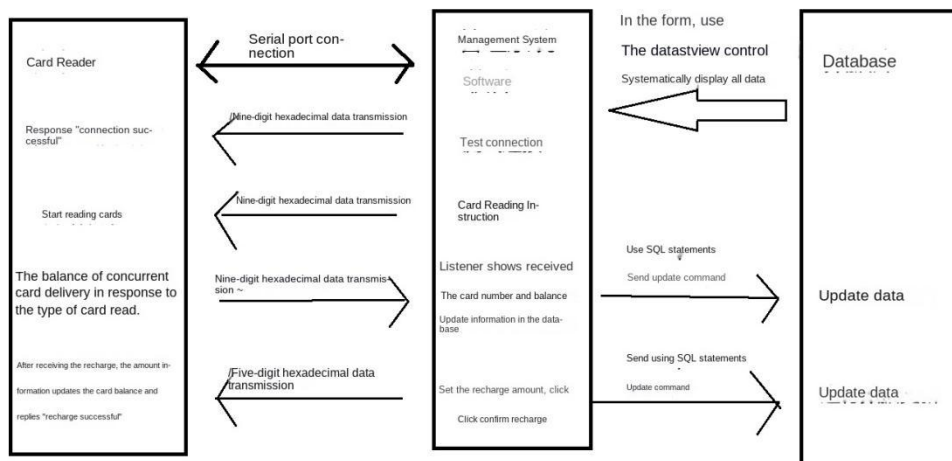 Card Reader
Response "connection suc-
cessful"
Start reading cards
The balance of concurrent
card delivery in response to
the type of card read.
After receiving the recharge, the amount in-
formation updates the card balance and
replies "recharge successful"
Serial port con-
nection
/Nine-digit hexadecimal data transmission
Nine-digit hexadecimal data transmission
Nine-digit hexadecimal data transmis-
sion ~
/Five-digit hexadecimal data
transmission
Management System
Software
Test connection
Card Reading In-
struction
Listener shows received
The card number and balance
Update information in the data-
base
Set the recharge amount, click
Click confirm recharge
In the form, use
The datastview control
Systematically display all data
Use SQL statements
Send update command
Send using SQL statements
Update command
Database
Update data
Update data